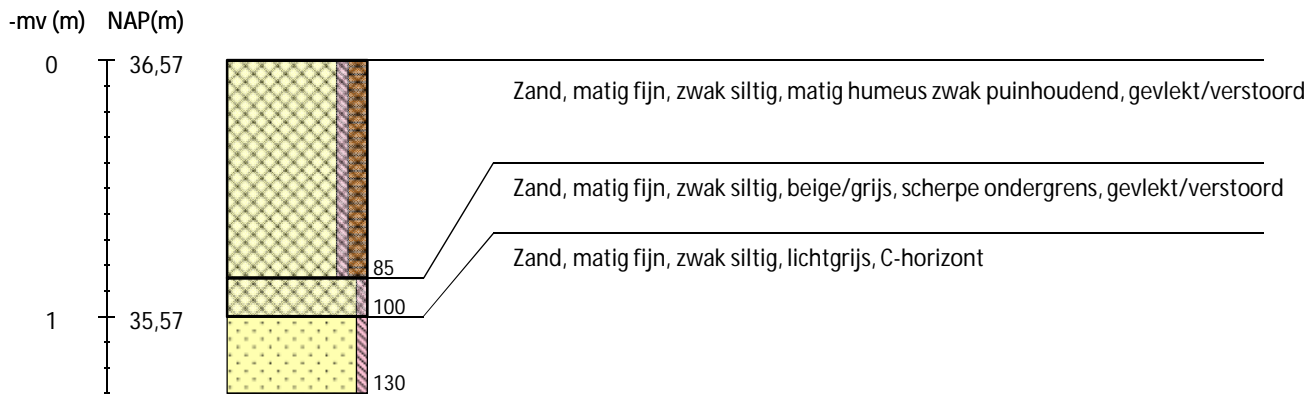 -mv (m) NAP(m)
0 36,57
Zand, matig fijn, zwak siltig, matig humeus zwak puinhoudend, gevlekt/verstoord
Zand, matig fijn, zwak siltig, beige/grijs, scherpe ondergrens, gevlekt/verstoord
Zand, matig fijn, zwak siltig, lichtgrijs, C-horizont
85
100
1 35,57
130